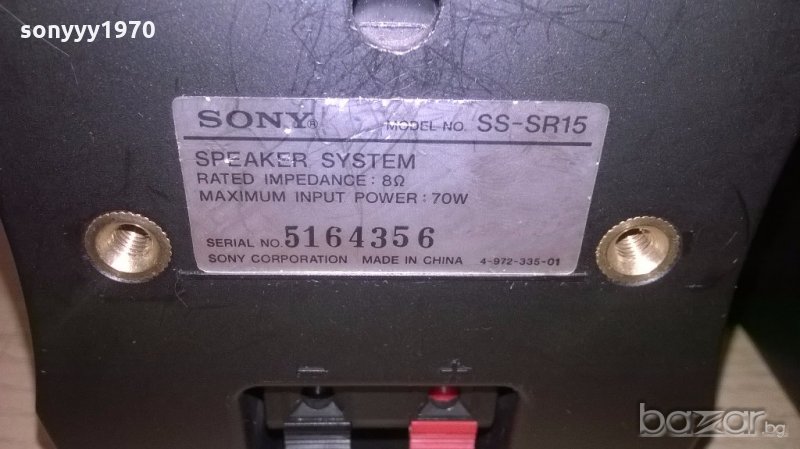 sonyyy1970
SONY® MODEL NO. SS-SR15
SPEAKER SYSTEM
RATED IMPEDANCE : 8Ω
MAXIMUM INPUT POWER : 70W
SERIAL NO. 5164356
SONY CORPORATION MADE IN CHINA 4-972-335-01
- +
bazar.bg